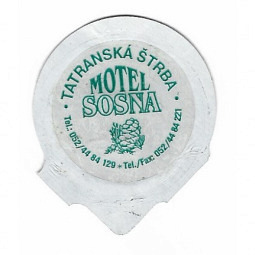 • TATRANSKÁ ŠTRBA •
MOTEL
SOSNA
Tel.: 052/44 84 129 • Tel./Fax: 052/44 84 221